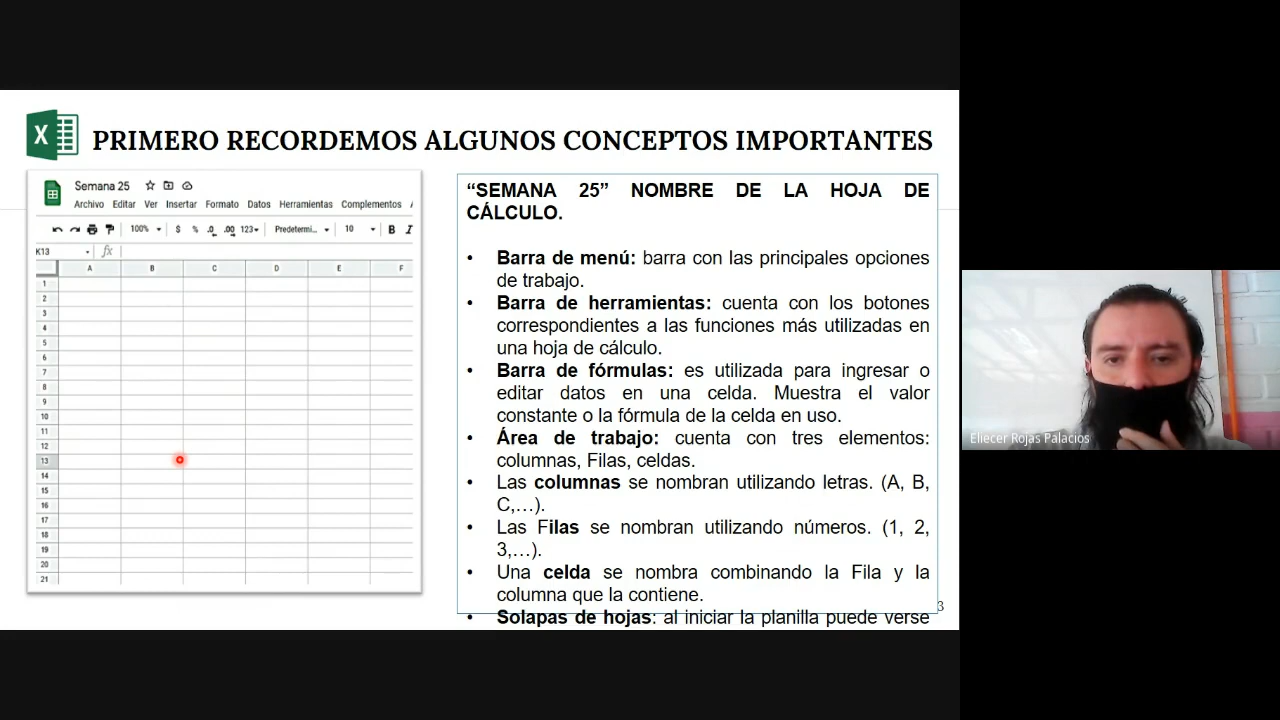 X
PRIMERO RECORDEMOS ALGUNOS CONCEPTOS IMPORTANTES
Semana 25
Archivo Editar Ver Insertar Formato Datos Herramientas Complementos
100% $ % .0 .00 123 Predetermi... 10 B I
K13 fx
A B C D E F
1
2
3
4
5
6
7
8
9
10
11
12
13
14
15
16
17
18
19
20
21
“SEMANA 25” NOMBRE DE LA HOJA DE
CÁLCULO.
• Barra de menú: barra con las principales opciones
de trabajo.
• Barra de herramientas: cuenta con los botones
correspondientes a las funciones más utilizadas en
una hoja de cálculo.
• Barra de fórmulas: es utilizada para ingresar o
editar datos en una celda. Muestra el valor
constante o la fórmula de la celda en uso.
• Área de trabajo: cuenta con tres elementos:
columnas, Filas, celdas.
• Las columnas se nombran utilizando letras. (A, B,
C,…).
• Las Filas se nombran utilizando números. (1, 2,
3,…).
• Una celda se nombra combinando la Fila y la
columna que la contiene.
• Solapas de hojas: al iniciar la planilla puede verse
3
Eliecer Rojas Palacios